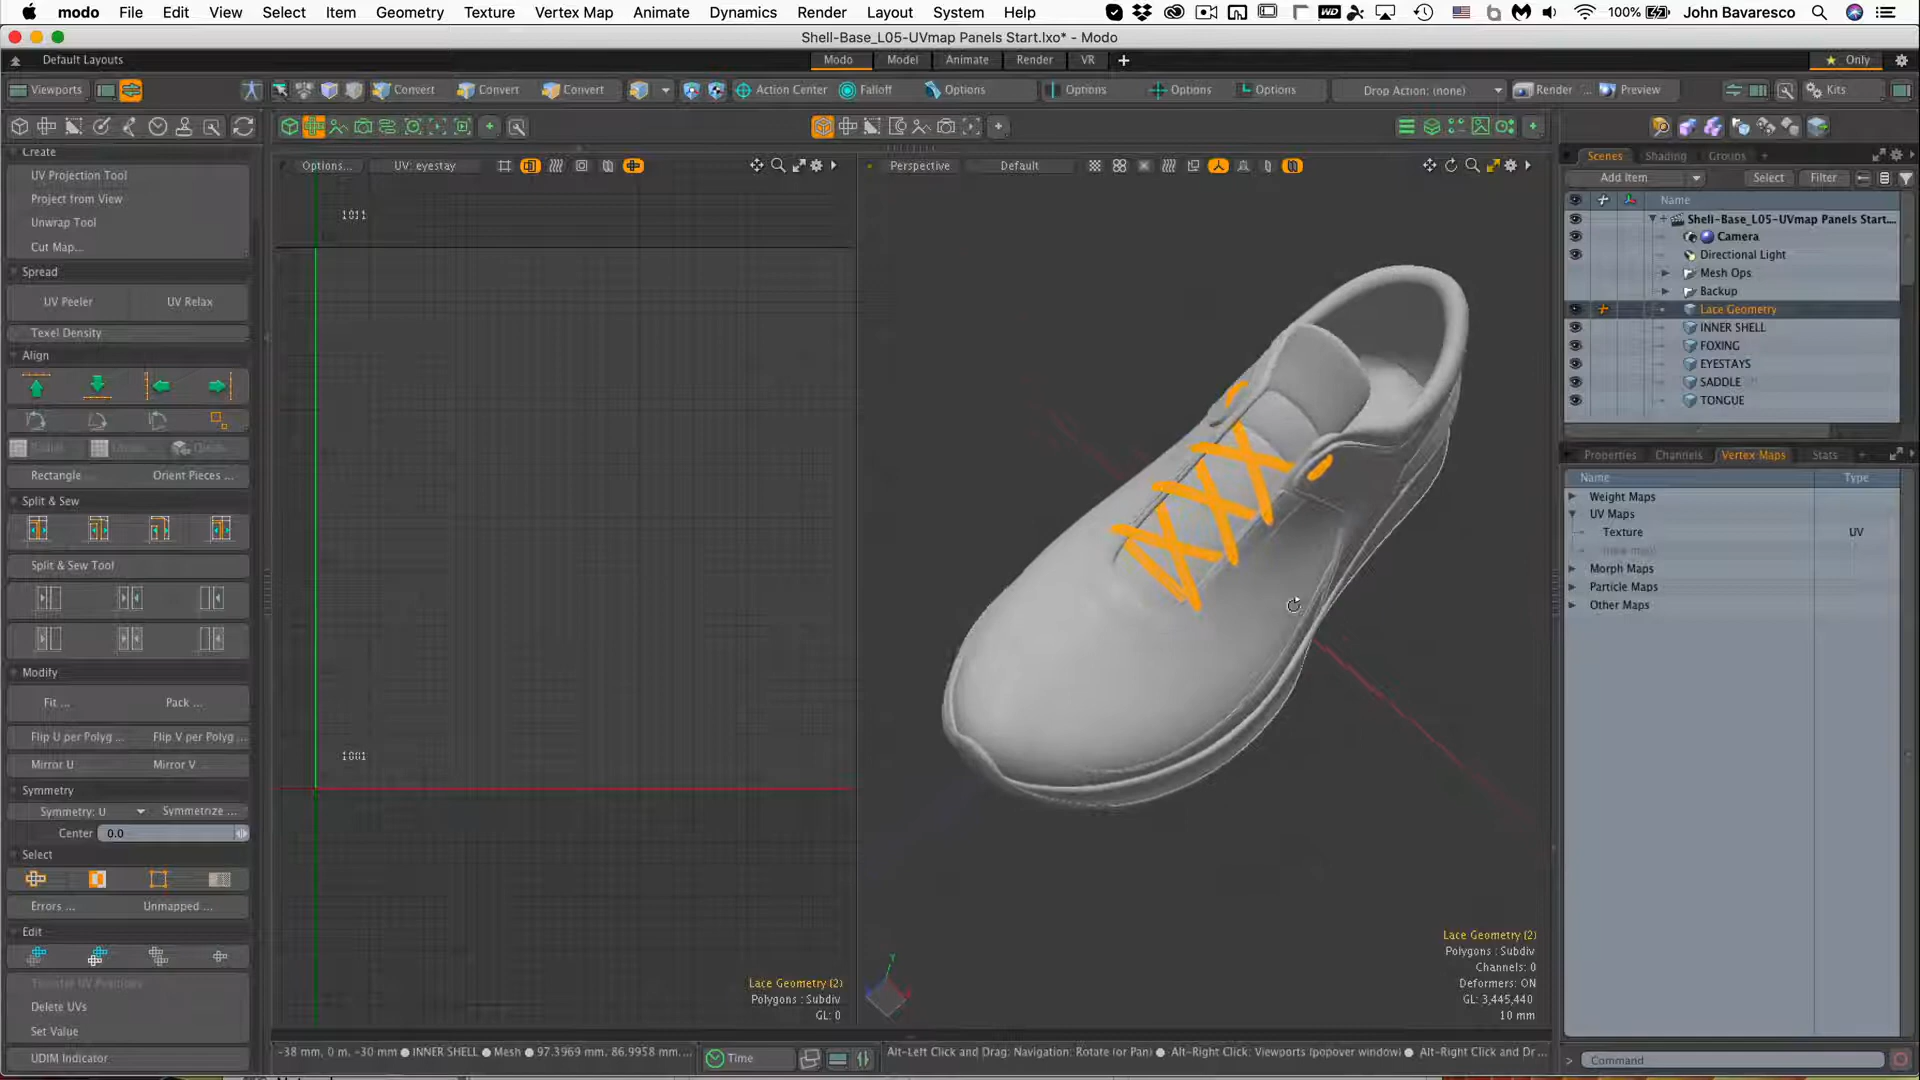 modo File Edit View Select Item Geometry Texture Vertex Map Animate Dynamics Render Layout System Help WD 100% John Bavaresco
Shell-Base_L05-UVmap Panels Start.lxo* - Modo
Default Layouts Modo Model Animate Render VR + Only
Viewports Convert Convert Convert Action Center Falloff Options Options Options Options Drop Action: (none) Render Preview Kits
Create
UV Projection Tool
Project from View
Unwrap Tool
Cut Map...
Spread
UV Peeler UV Relax
Texel Density
Align
Rectangle Orient Pieces ...
Split & Sew
Split & Sew Tool
Modify
Fit ... Pack ...
Flip U per Polyg ... Flip V per Polyg ...
Mirror U Mirror V
Symmetry
Symmetry: U Symmetrize ...
Center 0.0
Select
Errors ... Unmapped ...
Edit
Transfer UV Positions
Delete UVs
Set Value
UDIM Indicator
Options... UV: eyestay
1011
1001
Lace Geometry (2)
Polygons : Subdiv
GL: 0
Perspective Default
Lace Geometry (2)
Polygons : Subdiv
Channels: 0
Deformers: ON
GL: 3,445,440
10 mm
-38 mm, 0 m, -30 mm INNER SHELL Mesh 97.3969 mm, 86.9958 mm, ... Time Alt-Left Click and Drag: Navigation: Rotate (or Pan) Alt-Right Click: Viewports (popover window) Alt-Right Click and Dr ...
Scenes Shading Groups +
Add Item Select Filter
Name
Shell-Base_L05-UVmap Panels Start....
Camera
Directional Light
Mesh Ops
Backup
Lace Geometry
INNER SHELL
FOXING
EYESTAYS
SADDLE
TONGUE
Properties Channels Vertex Maps Stats +
Name Type
Weight Maps
UV Maps
Texture UV
(new map)
Morph Maps
Particle Maps
Other Maps
> Command